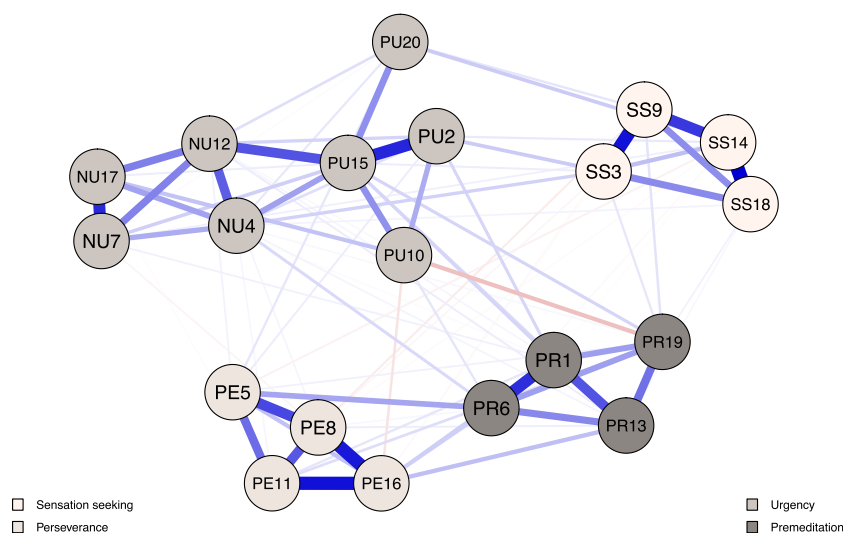 PU20
SS9
PU2
SS14
NU12
PU15
SS3
NU17
SS18
NU4
NU7
PU10
PR19
PR1
PE5
PR6
PE8
PR13
PE11
PE16
Sensation seeking
Perseverance
Urgency
Premeditation